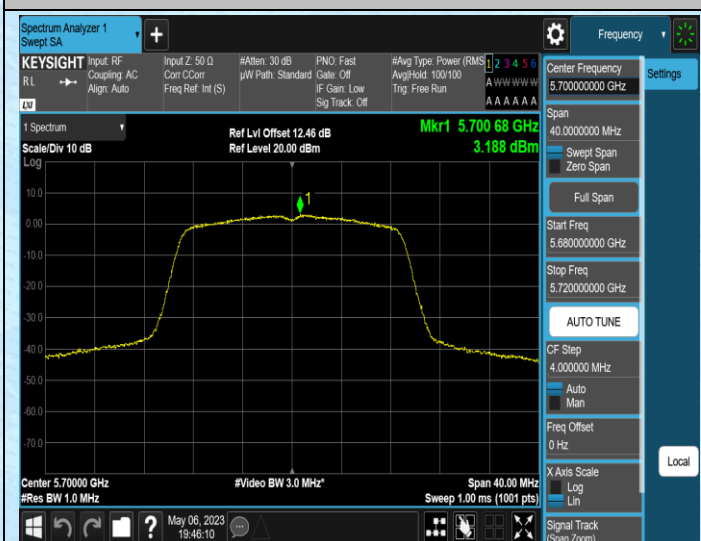 Spectrum Analyzer 1
Swept SA
+
Frequency
KEYSIGHT
RL
LXI
Input: RF
Coupling: AC
Align: Auto
Input Z: 50 Ω
Corr CCorr
Freq Ref: Int (S)
#Atten: 30 dB
µW Path: Standard
PNO: Fast
Gate: Off
IF Gain: Low
Sig Track: Off
#Avg Type: Power (RMS
Avg|Hold: 100/100
Trig: Free Run
1 2 3 4 5 6
A W W W W W
A A A A A A
1 Spectrum
Scale/Div 10 dB
Log
Ref Lvl Offset 12.46 dB
Ref Level 20.00 dBm
Mkr1 5.700 68 GHz
3.188 dBm
1
10.0
0.00
-10.0
-20.0
-30.0
-40.0
-50.0
-60.0
-70.0
Center 5.70000 GHz
#Res BW 1.0 MHz
#Video BW 3.0 MHz*
Span 40.00 MHz
Sweep 1.00 ms (1001 pts)
Center Frequency
5.700000000 GHz
Settings
Span
40.0000000 MHz
Swept Span
Zero Span
Full Span
Start Freq
5.680000000 GHz
Stop Freq
5.720000000 GHz
AUTO TUNE
CF Step
4.000000 MHz
Auto
Man
Freq Offset
0 Hz
X Axis Scale
Log
Lin
Local
Signal Track
(Span Zoom)
?
May 06, 2023
19:46:10